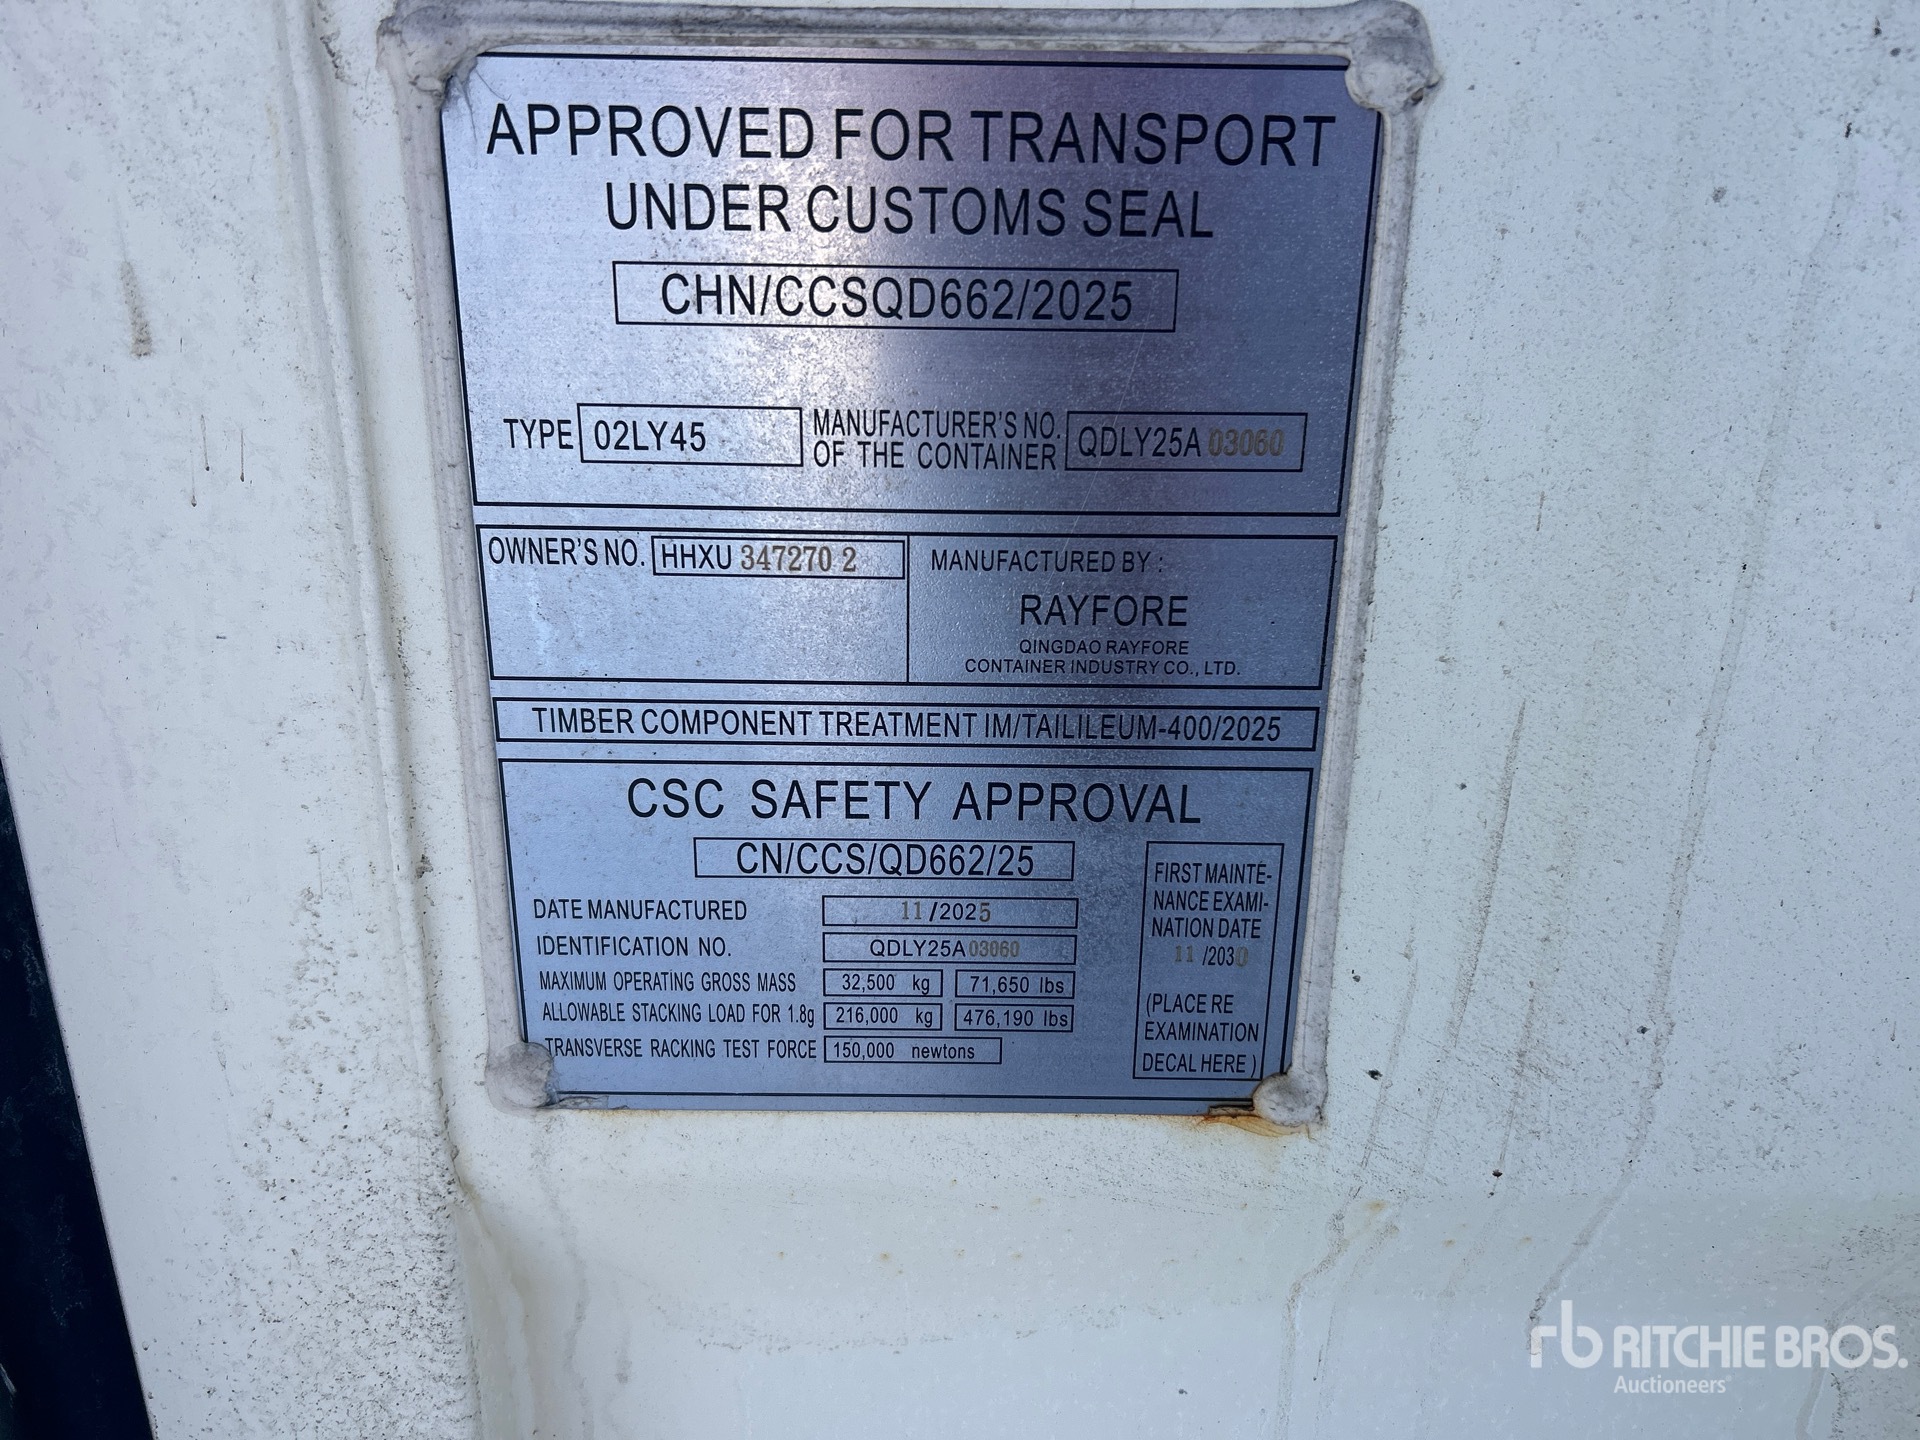 APPROVED FOR TRANSPORT
UNDER CUSTOMS SEAL
CHN/CCSQD662/2025
TYPE 02LY45 MANUFACTURER'S NO. OF THE CONTAINER QDLY25A 03060
OWNER'S NO. HHXU 347270 2
MANUFACTURED BY :
RAYFORE
QINGDAO RAYFORE
CONTAINER INDUSTRY CO., LTD.
TIMBER COMPONENT TREATMENT IM/TAILILEUM-400/2025
CSC SAFETY APPROVAL
CN/CCS/QD662/25
DATE MANUFACTURED 11/2025
IDENTIFICATION NO. QDLY25A03060
MAXIMUM OPERATING GROSS MASS 32,500 kg 71,650 lbs
ALLOWABLE STACKING LOAD FOR 1.8g 216,000 kg 476,190 lbs
TRANSVERSE RACKING TEST FORCE 150,000 newtons
FIRST MAINTE-
NANCE EXAMI-
NATION DATE
11 /2030
(PLACE RE
EXAMINATION
DECAL HERE )
rb RITCHIE BROS.
Auctioneers